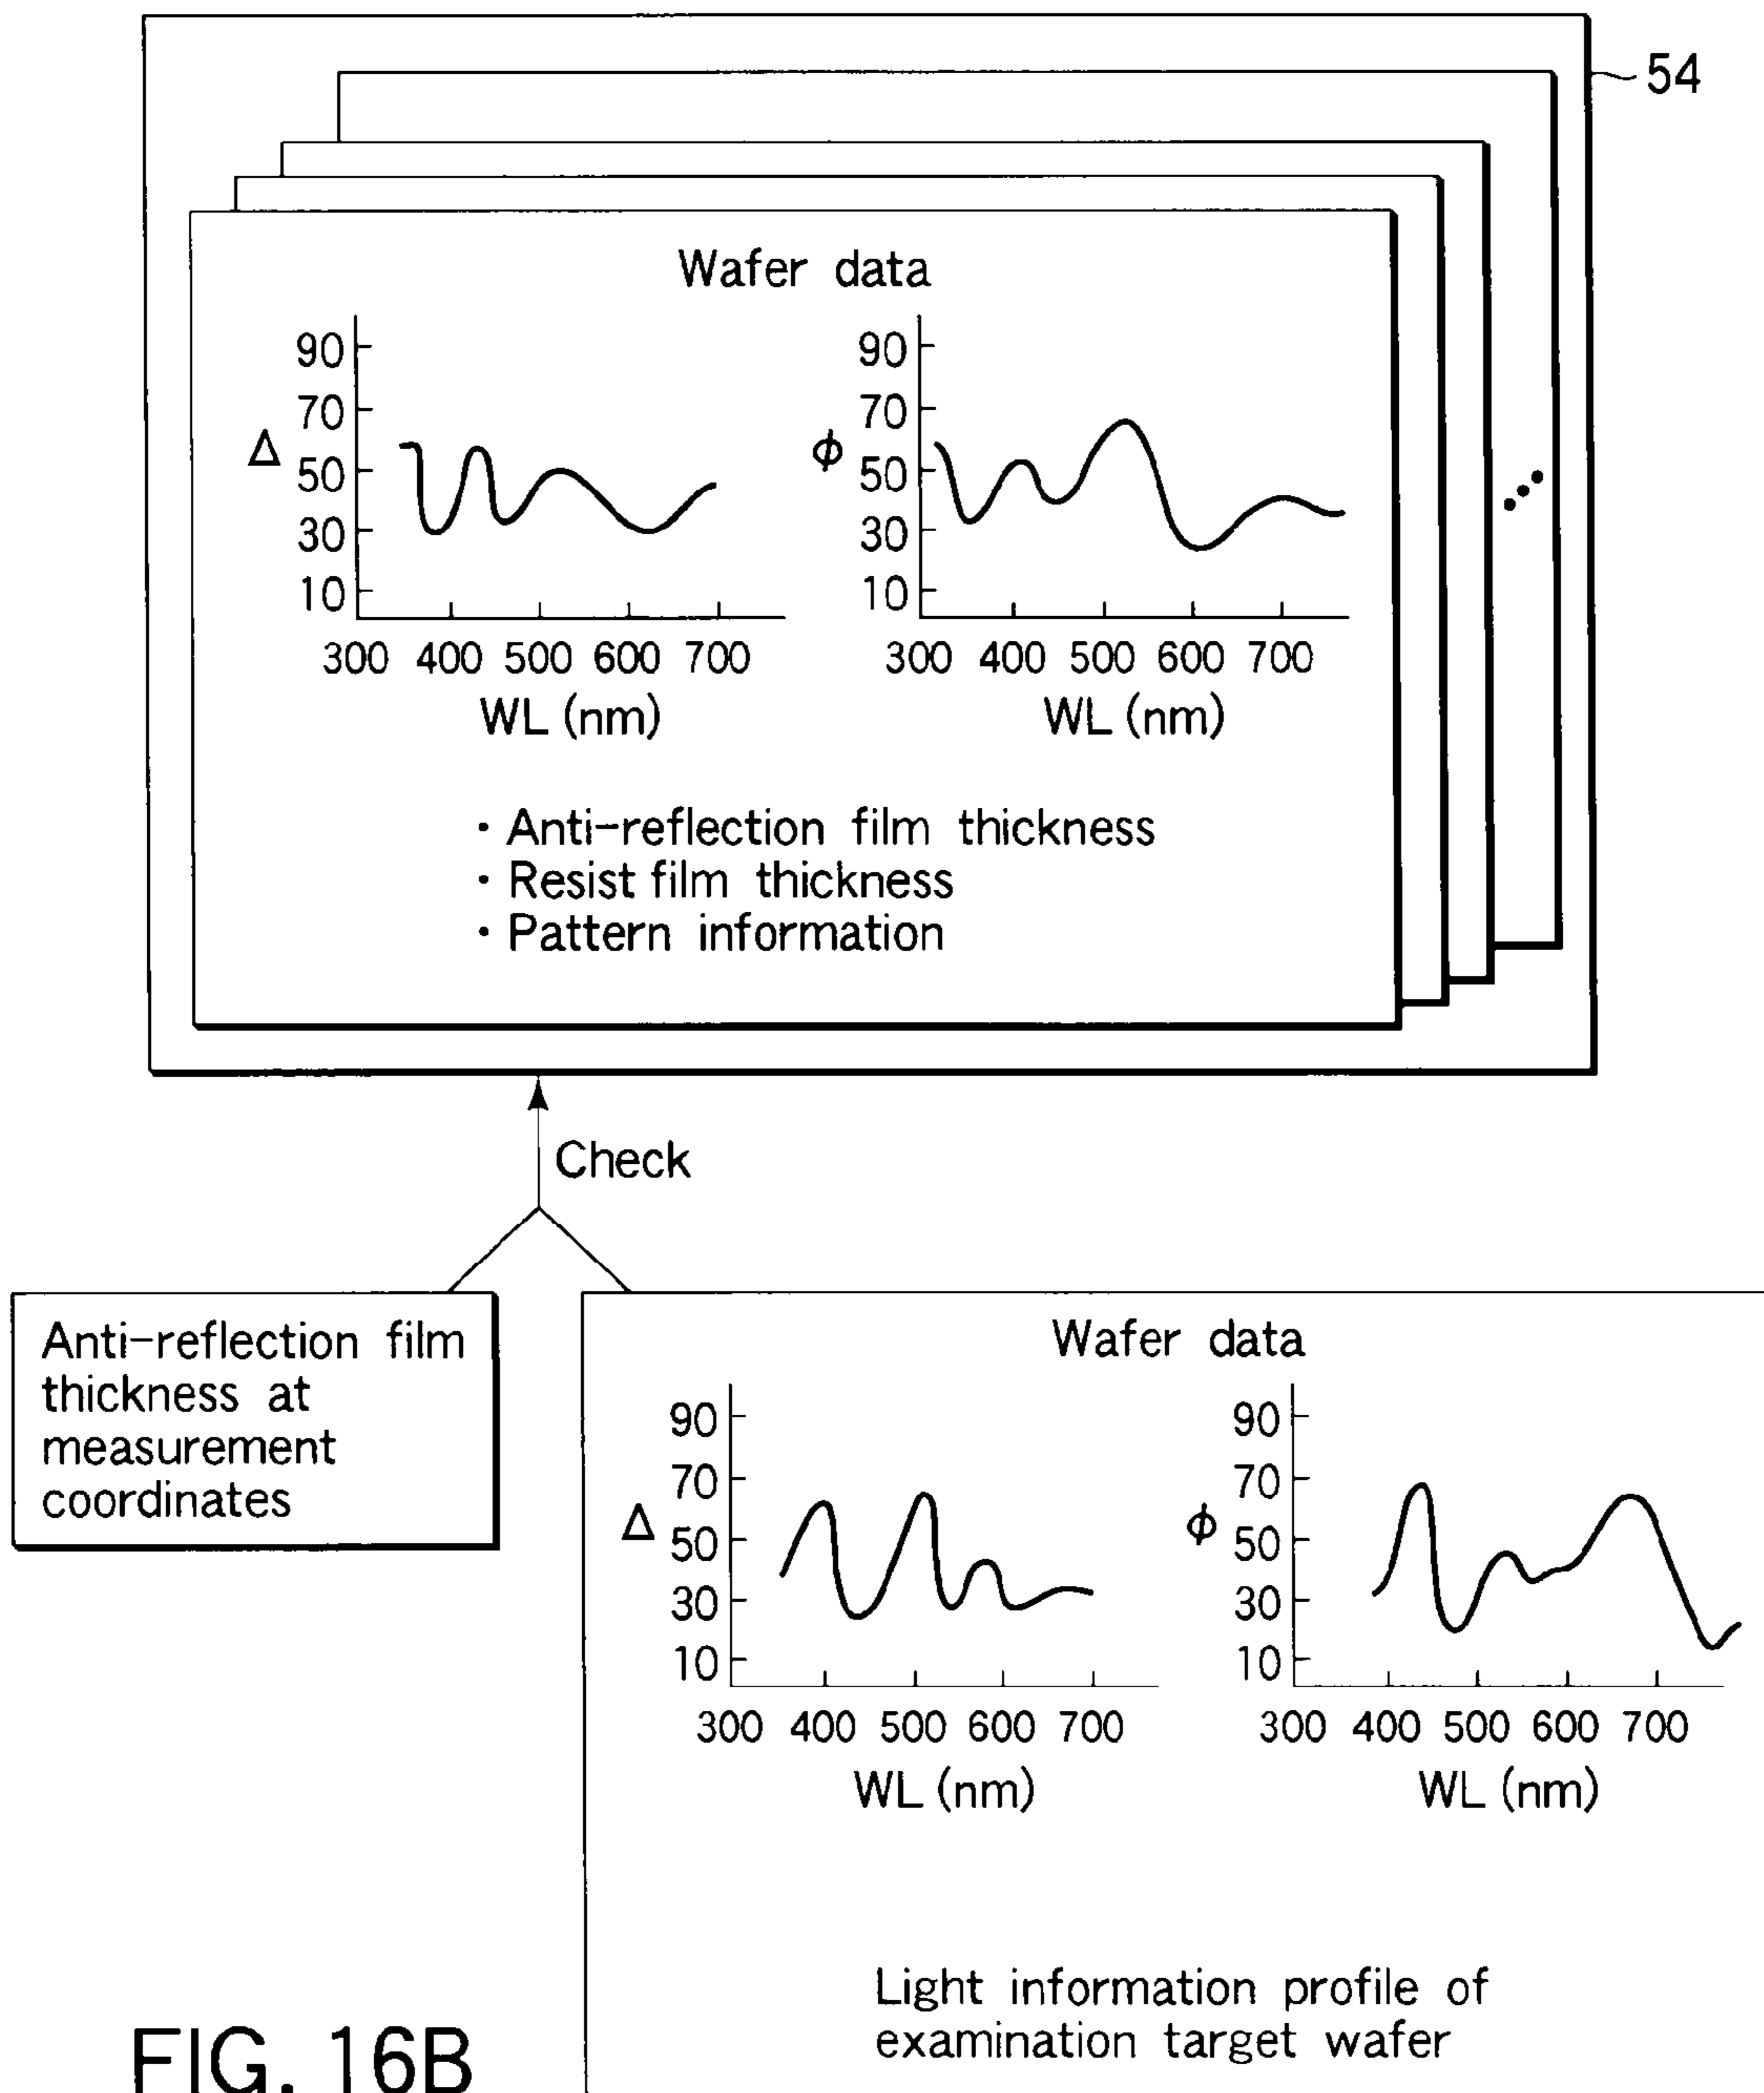 54
Wafer data
90
70
Δ
50
30
10
300 400 500 600 700
WL (nm)
90
70
ϕ
50
30
10
300 400 500 600 700
WL (nm)
· Anti-reflection film thickness
· Resist film thickness
· Pattern information
Check
Anti-reflection film
thickness at
measurement
coordinates
Wafer data
90
70
Δ
50
30
10
300 400 500 600 700
WL (nm)
90
70
ϕ
50
30
10
300 400 500 600 700
WL (nm)
Light information profile of
examination target wafer
FIG. 16B